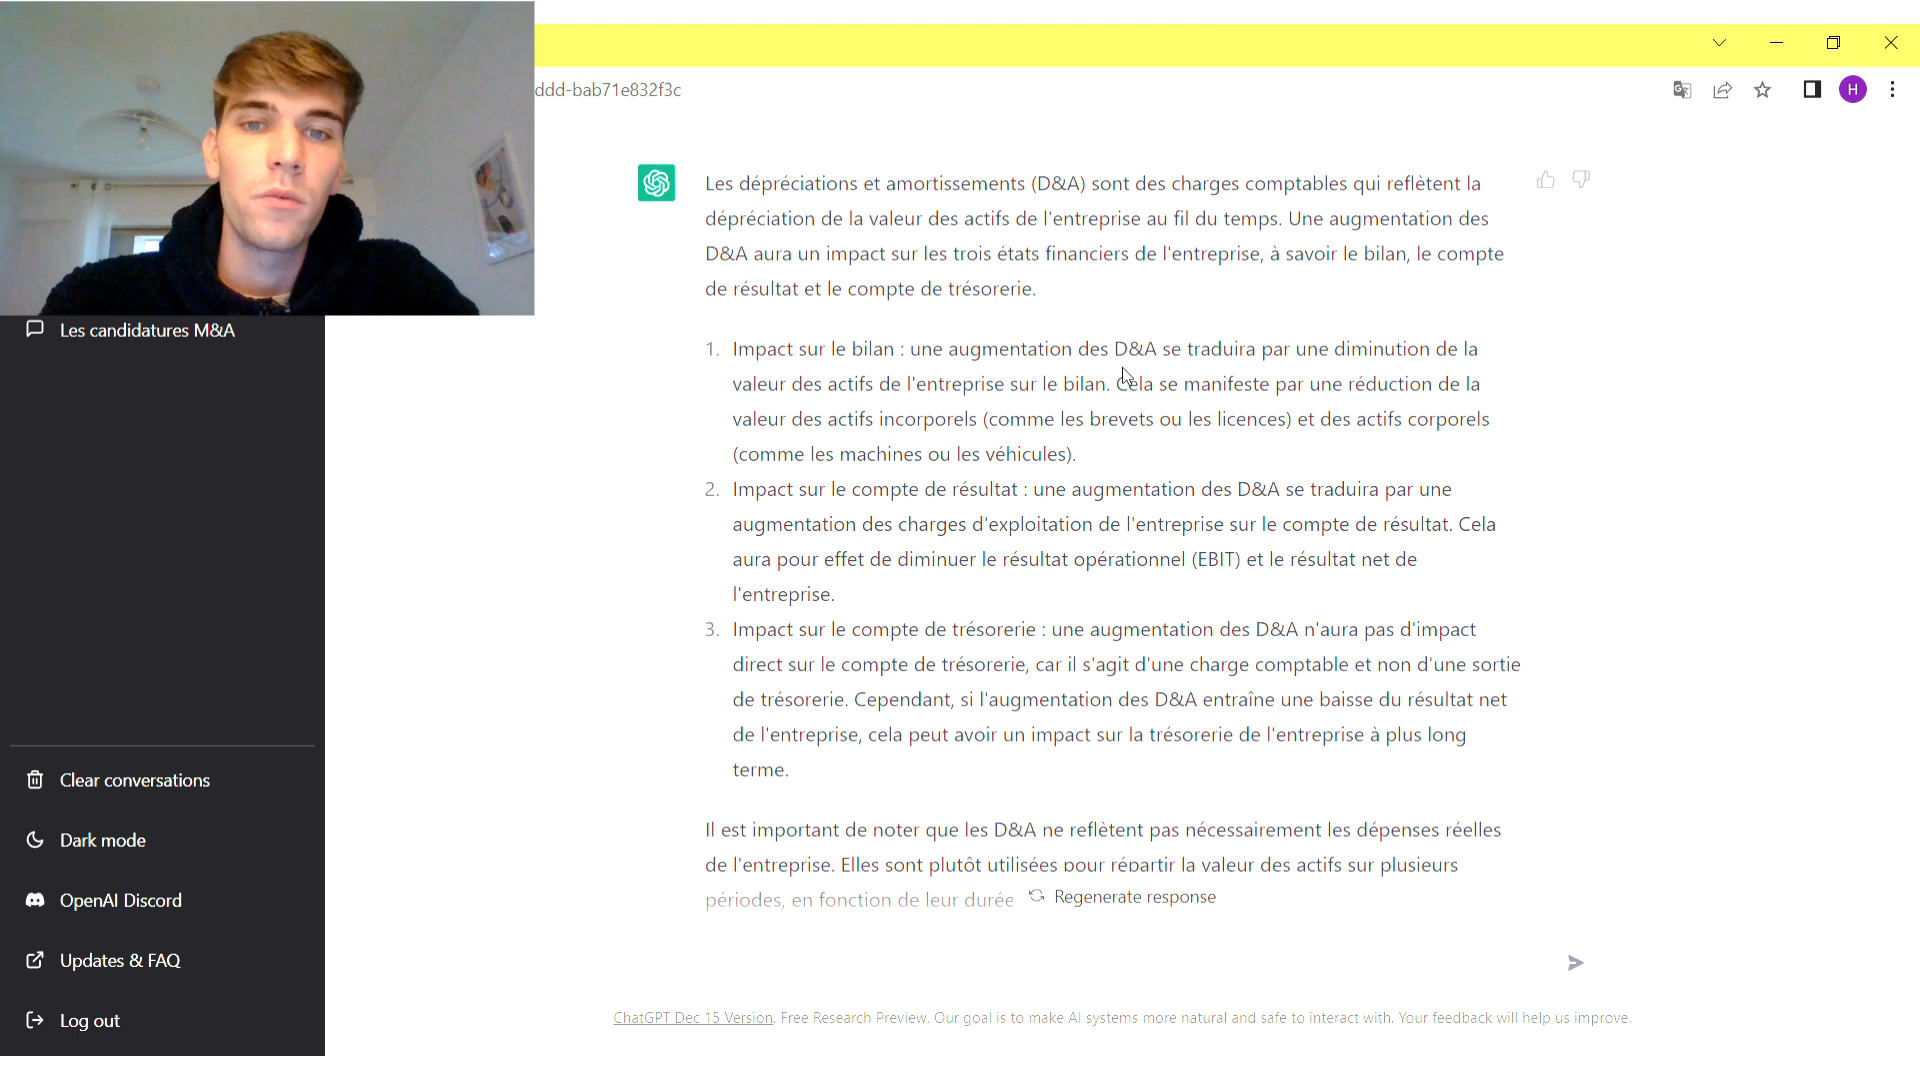 ddd-bab71e832f3c
H
Les candidatures M&A
Clear conversations
Dark mode
OpenAI Discord
Updates & FAQ
Log out
Les dépréciations et amortissements (D&A) sont des charges comptables qui reflètent la
dépréciation de la valeur des actifs de l'entreprise au fil du temps. Une augmentation des
D&A aura un impact sur les trois états financiers de l'entreprise, à savoir le bilan, le compte
de résultat et le compte de trésorerie.
1. Impact sur le bilan : une augmentation des D&A se traduira par une diminution de la
valeur des actifs de l'entreprise sur le bilan. Cela se manifeste par une réduction de la
valeur des actifs incorporels (comme les brevets ou les licences) et des actifs corporels
(comme les machines ou les véhicules).
2. Impact sur le compte de résultat : une augmentation des D&A se traduira par une
augmentation des charges d'exploitation de l'entreprise sur le compte de résultat. Cela
aura pour effet de diminuer le résultat opérationnel (EBIT) et le résultat net de
l'entreprise.
3. Impact sur le compte de trésorerie : une augmentation des D&A n'aura pas d'impact
direct sur le compte de trésorerie, car il s'agit d'une charge comptable et non d'une sortie
de trésorerie. Cependant, si l'augmentation des D&A entraîne une baisse du résultat net
de l'entreprise, cela peut avoir un impact sur la trésorerie de l'entreprise à plus long
terme.
Il est important de noter que les D&A ne reflètent pas nécessairement les dépenses réelles
de l'entreprise. Elles sont plutôt utilisées pour répartir la valeur des actifs sur plusieurs
périodes, en fonction de leur durée
Regenerate response
ChatGPT Dec 15 Version. Free Research Preview. Our goal is to make AI systems more natural and safe to interact with. Your feedback will help us improve.